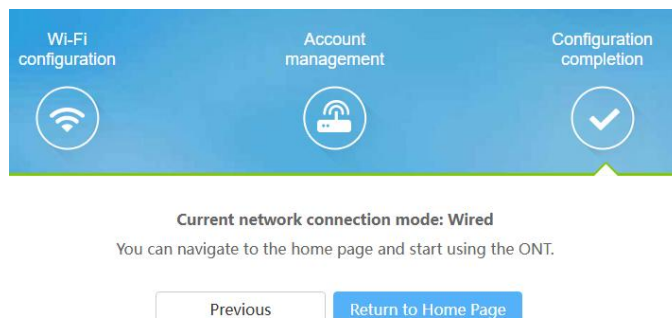 Wi-Fi
configuration
Account
management
Configuration
completion
Current network connection mode: Wired
You can navigate to the home page and start using the ONT.
Previous
Return to Home Page